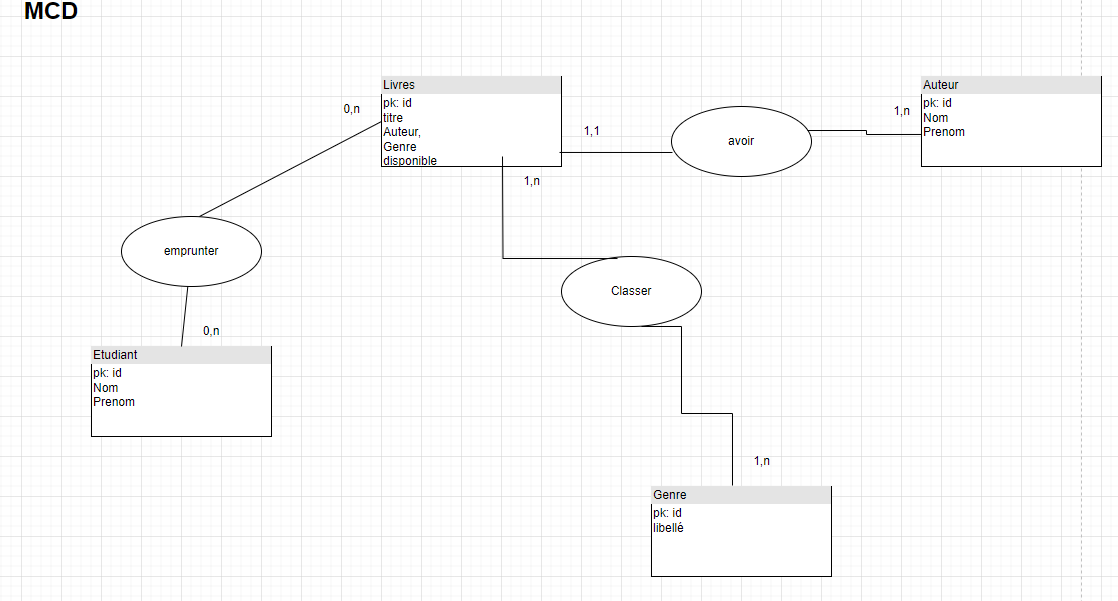 MCD
Livres
pk: id
titre
Auteur,
Genre
disponible
0,n
1,1
1,n
avoir
1,n
Auteur
pk: id
Nom
Prenom
emprunter
0,n
Etudiant
pk: id
Nom
Prenom
Classer
1,n
Genre
pk: id
libellé